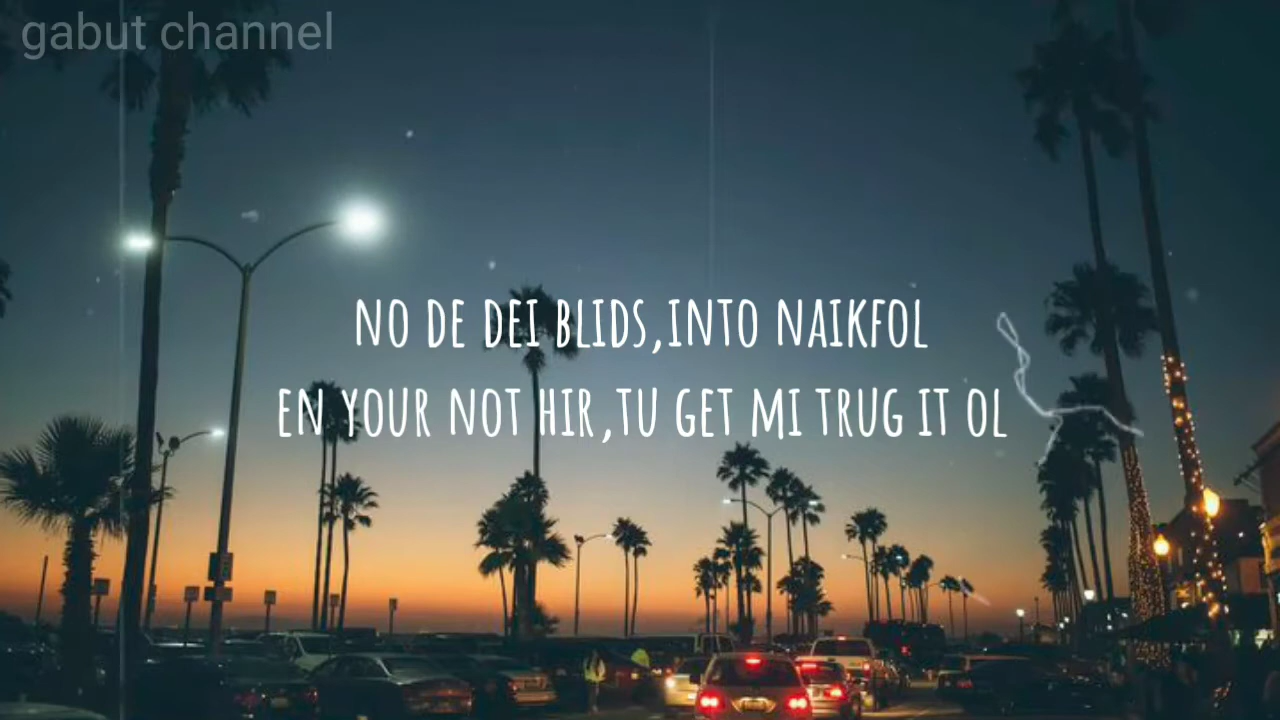 gabut channel
NO DE DEI BLIDS,INTO NAIKFOL
EN YOUR NOT HIR,TU GET MI TRUG IT OL